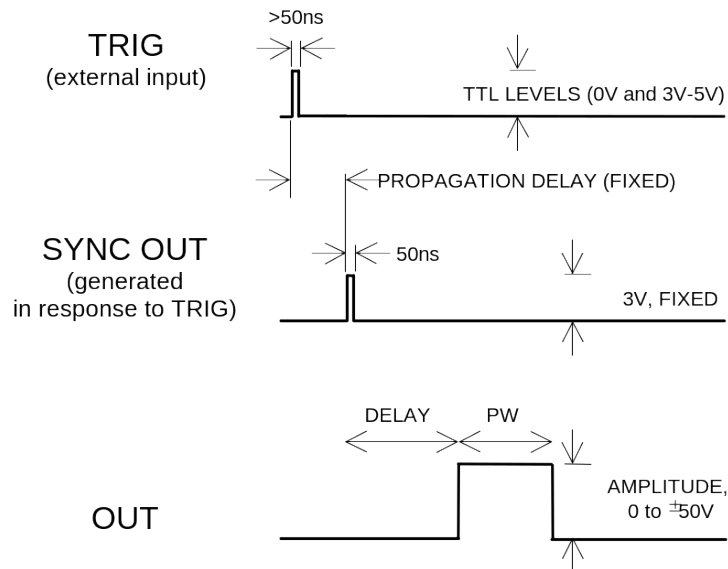 >50ns
TRIG
(external input)
TTL LEVELS (0V and 3V-5V)
PROPAGATION DELAY (FIXED)
SYNC OUT
(generated
in response to TRIG)
50ns
3V, FIXED
DELAY
PW
AMPLITUDE,
0 to ±50V
OUT